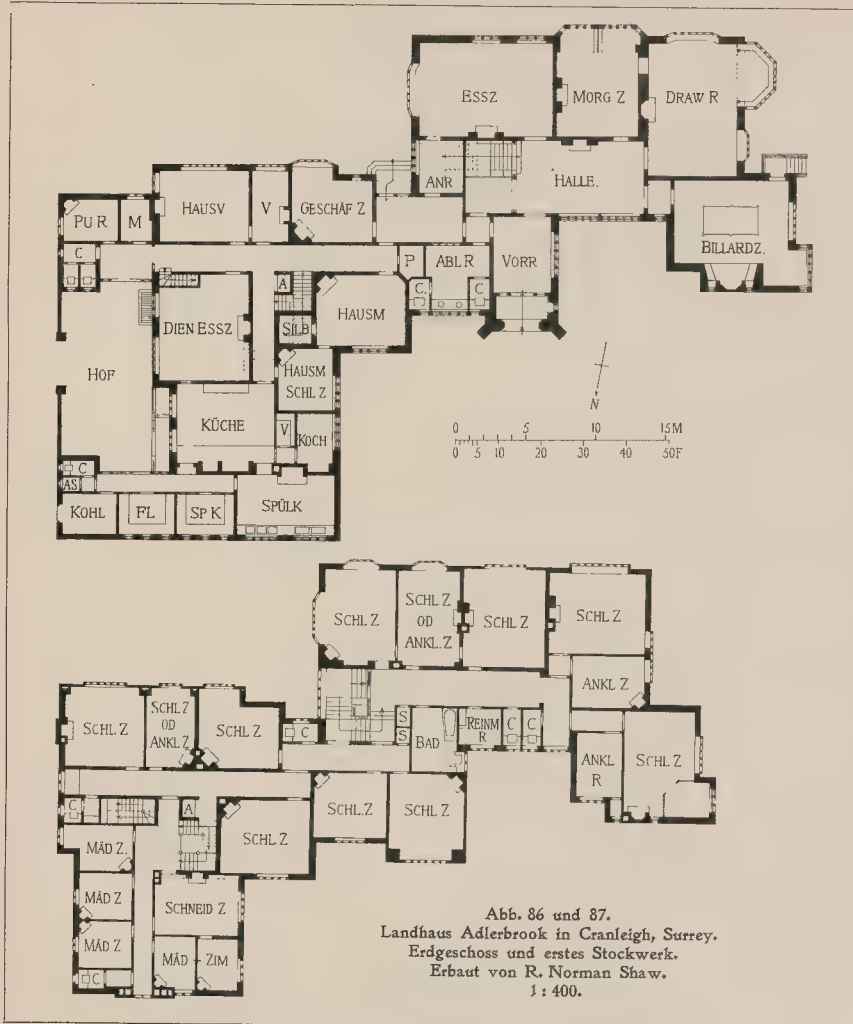 ESSZ
MORG Z
DRAW R
ANR
HALLE.
PU R
M
HAUSV
V
GESCHÄF Z
BILLARDZ.
C
P
ABL R
VORR
C.
C
A
SILB
HAUSM
DIEN ESSZ
HOF
HAUSM
SCHL Z
KÜCHE
V
KOCH
C
AS
KOHL
FL
SP K
SPÜLK
N
0 5 10 15M
0 5 10 20 30 40 50F
SCHL Z
SCHL Z
OD
ANKL. Z
SCHL Z
SCHL Z
ANKL Z
SCHL Z
SCHL Z
OD
ANKL Z
SCHL Z
C
S
S
BAD
REINM
R
C
C
ANKL
R
SCHL Z
C
A
SCHL Z
SCHL.Z
SCHL Z
MÄD Z.
MÄD Z
SCHNEID Z
MÄD Z
MÄD - ZIM
C
Abb. 86 und 87.
Landhaus Adlerbrook in Cranleigh, Surrey.
Erdgeschoss und erstes Stockwerk.
Erbaut von R. Norman Shaw.
1 : 400.